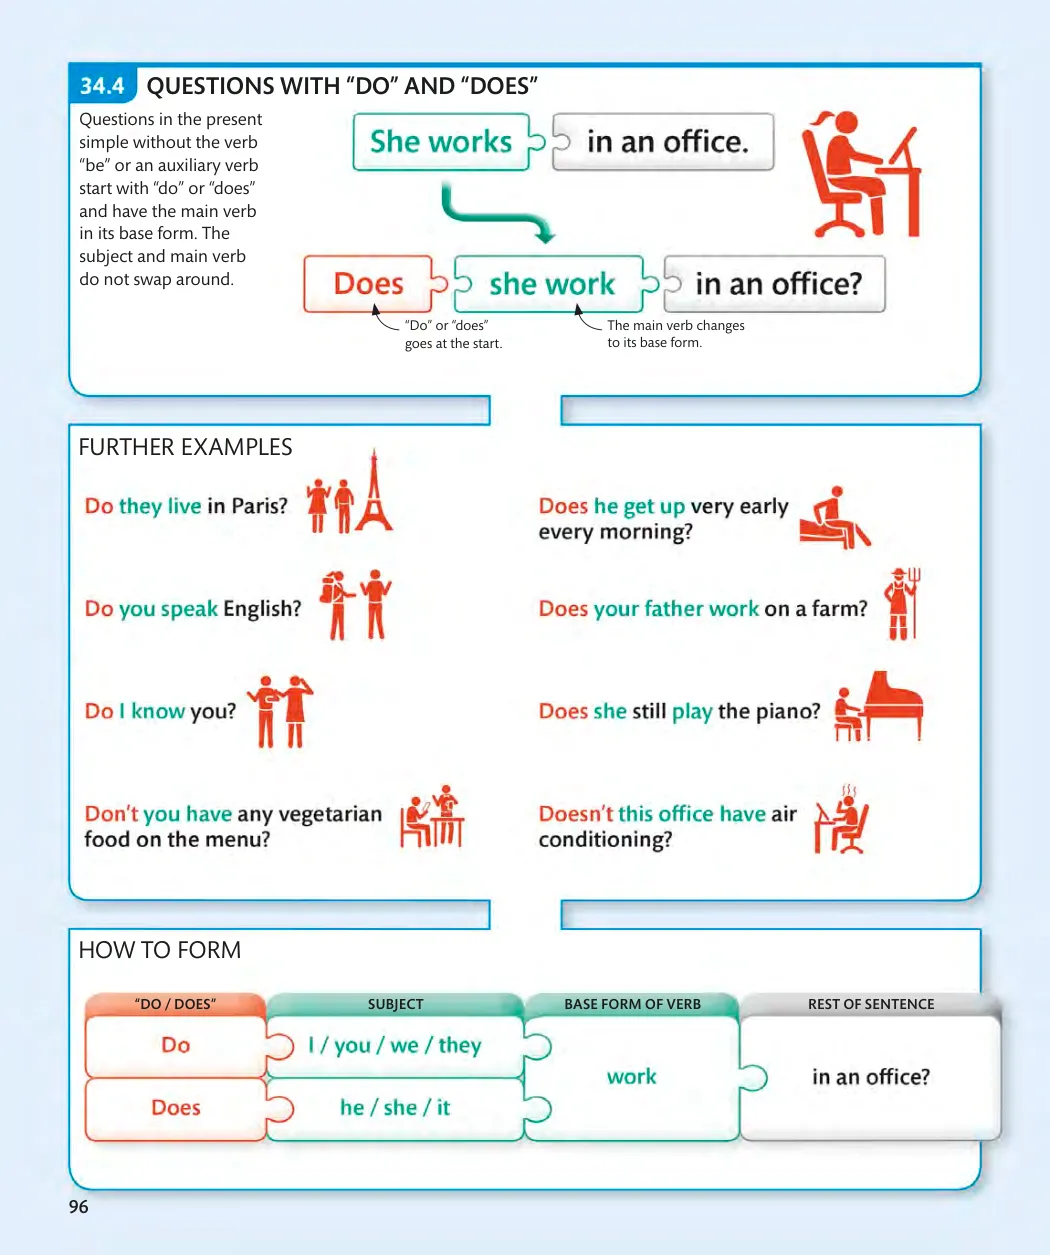 34.4 QUESTIONS WITH “DO” AND “DOES”
Questions in the present
simple without the verb
“be” or an auxiliary verb
start with “do” or “does”
and have the main verb
in its base form. The
subject and main verb
do not swap around.
She works in an office.
Does she work in an office?
“Do” or “does”
goes at the start.
The main verb changes
to its base form.
FURTHER EXAMPLES
Do they live in Paris?
Does he get up very early
every morning?
Do you speak English?
Does your father work on a farm?
Do I know you?
Does she still play the piano?
Don't you have any vegetarian
food on the menu?
Doesn't this office have air
conditioning?
HOW TO FORM
“DO / DOES” SUBJECT BASE FORM OF VERB REST OF SENTENCE
Do I / you / we / they
work in an office?
Does he / she / it
96